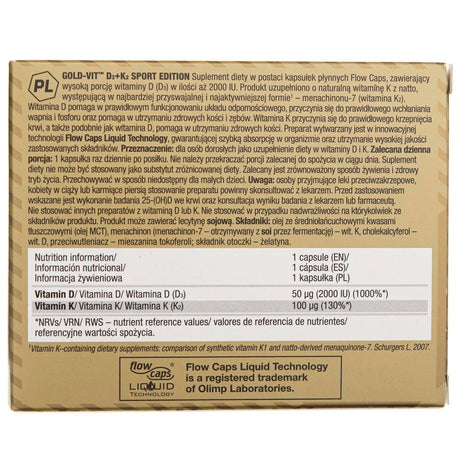 PL
GOLD-VIT™ D₃+K₂ SPORT EDITION Suplement diety w postaci kapsułek płynnych Flow Caps, zawierający
wysoką porcję witaminy D (D₃) w ilości aż 2000 IU. Produkt uzupełniono o naturalną witaminę K z natto,
występującą w najbardziej przyswajalnej i najaktywniejszej formie¹ – menachinonu-7 (witamina K₂).
Witamina D pomaga w prawidłowym funkcjonowaniu układu odpornościowego, przyczynia się do prawidłowego wchłaniania
wapnia i fosforu oraz pomaga w utrzymaniu zdrowych kości i zębów. Witamina K przyczynia się do prawidłowego krzepnięcia
krwi, a także podobnie jak witamina D pomaga w utrzymaniu zdrowych kości. Preparat wytwarzany jest w innowacyjnej
technologii Flow Caps Liquid Technology, gwarantującej szybką absorpcję w organizmie oraz utrzymanie wysokiej jakości
zastosowanych składników. Przeznaczenie: dla osób dorosłych jako uzupełnienie diety w witaminy D i K. Zalecana dzienna
porcja: 1 kapsułka raz dziennie po posiłku. Nie należy przekraczać porcji zalecanej do spożycia w ciągu dnia. Suplement
diety nie może być stosowany jako substytut zróżnicowanej diety. Zalecany jest zrównoważony sposób żywienia i zdrowy
tryb życia. Przechowywać w sposób niedostępny dla małych dzieci. Uwaga: osoby przyjmujące leki przeciwzakrzepowe,
kobiety w ciąży lub karmiące piersią stosowanie preparatu powinny skonsultować z lekarzem. Przed zastosowaniem
wskazane jest wykonanie badania 25-(OH)D we krwi oraz konsultacja wyniku badania z lekarzem lub farmaceutą.
Nie stosować innych preparatów z witaminą D lub K. Nie stosować w przypadku nadwrażliwości na którykolwiek ze
składników produktu. Produkt może zawierać lecytynę sojową. Składniki: olej ze średniołańcuchowymi kwasami
tłuszczowymi (olej MCT), menachinon (menachinon-7 – otrzymywany z soi przez fermentację) – wit. K, cholekalcyferol –
wit. D, przeciwutleniacz – mieszanina tokoferoli; składnik otoczki – żelatyna.
Nutrition information/ 1 capsule (EN)/
Información nutricional/ 1 cápsula (ES)/
Informacja żywieniowa 1 kapsułka (PL)
Vitamin D/ Vitamina D/ Witamina D (D₃) 50 µg (2000 IU) (1000%*)
Vitamin K/ Vitamina K/ Witamina K (K₂) 100 µg (130%*)
*NRVs/ VRN/ RWS – nutrient reference values/ valores de referencia de nutrientes/
referencyjne wartości spożycia.
¹Vitamin K–containing dietary supplements: comparison of synthetic vitamin K1 and natto-derived menaquinone-7. Schurgers L. 2007.
flow caps
LIQUID
TECHNOLOGY
Flow Caps Liquid Technology
is a registered trademark
of Olimp Laboratories.